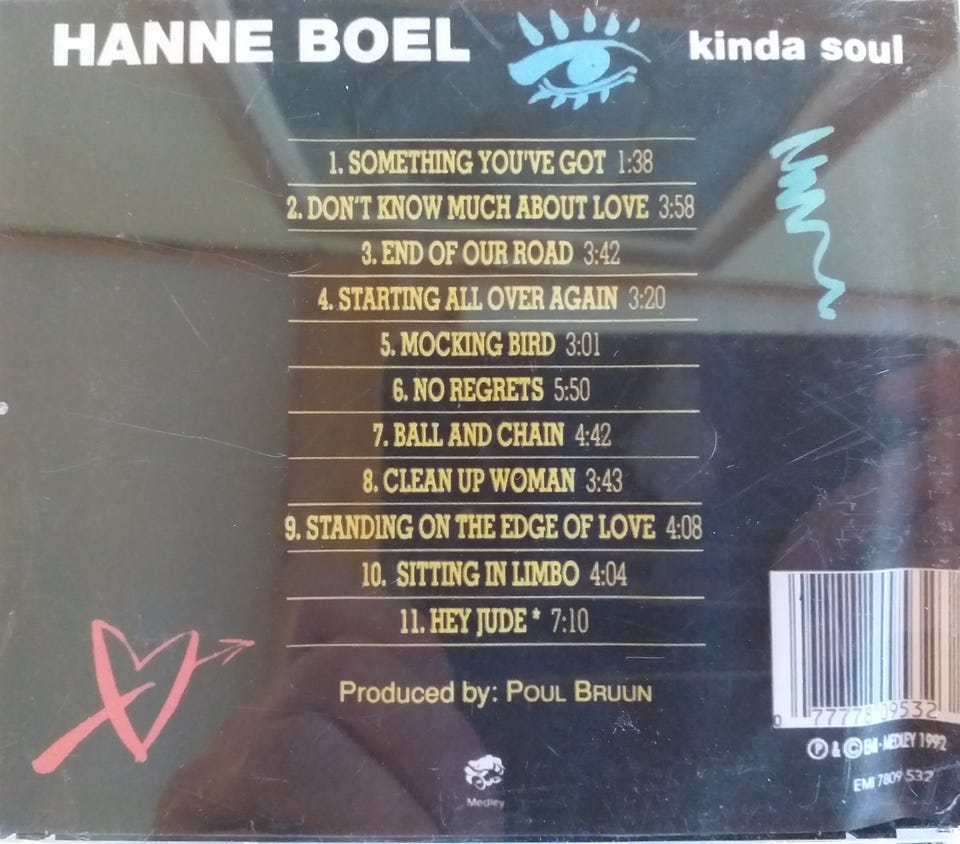 HANNE BOEL
kinda soul
1. SOMETHING YOU'VE GOT 1:38
2. DON'T KNOW MUCH ABOUT LOVE 3:58
3. END OF OUR ROAD 3:42
4. STARTING ALL OVER AGAIN 3:20
5. MOCKING BIRD 3:01
6. NO REGRETS 5:50
7. BALL AND CHAIN 4:42
8. CLEAN UP WOMAN 3:43
9. STANDING ON THE EDGE OF LOVE 4:08
10. SITTING IN LIMBO 4:04
11. HEY JUDE * 7:10
Produced by: POUL BRUUN
Medley
0 77778 09532
Ⓟ & © EMI-MEDLEY 1992
EMI 7809 532